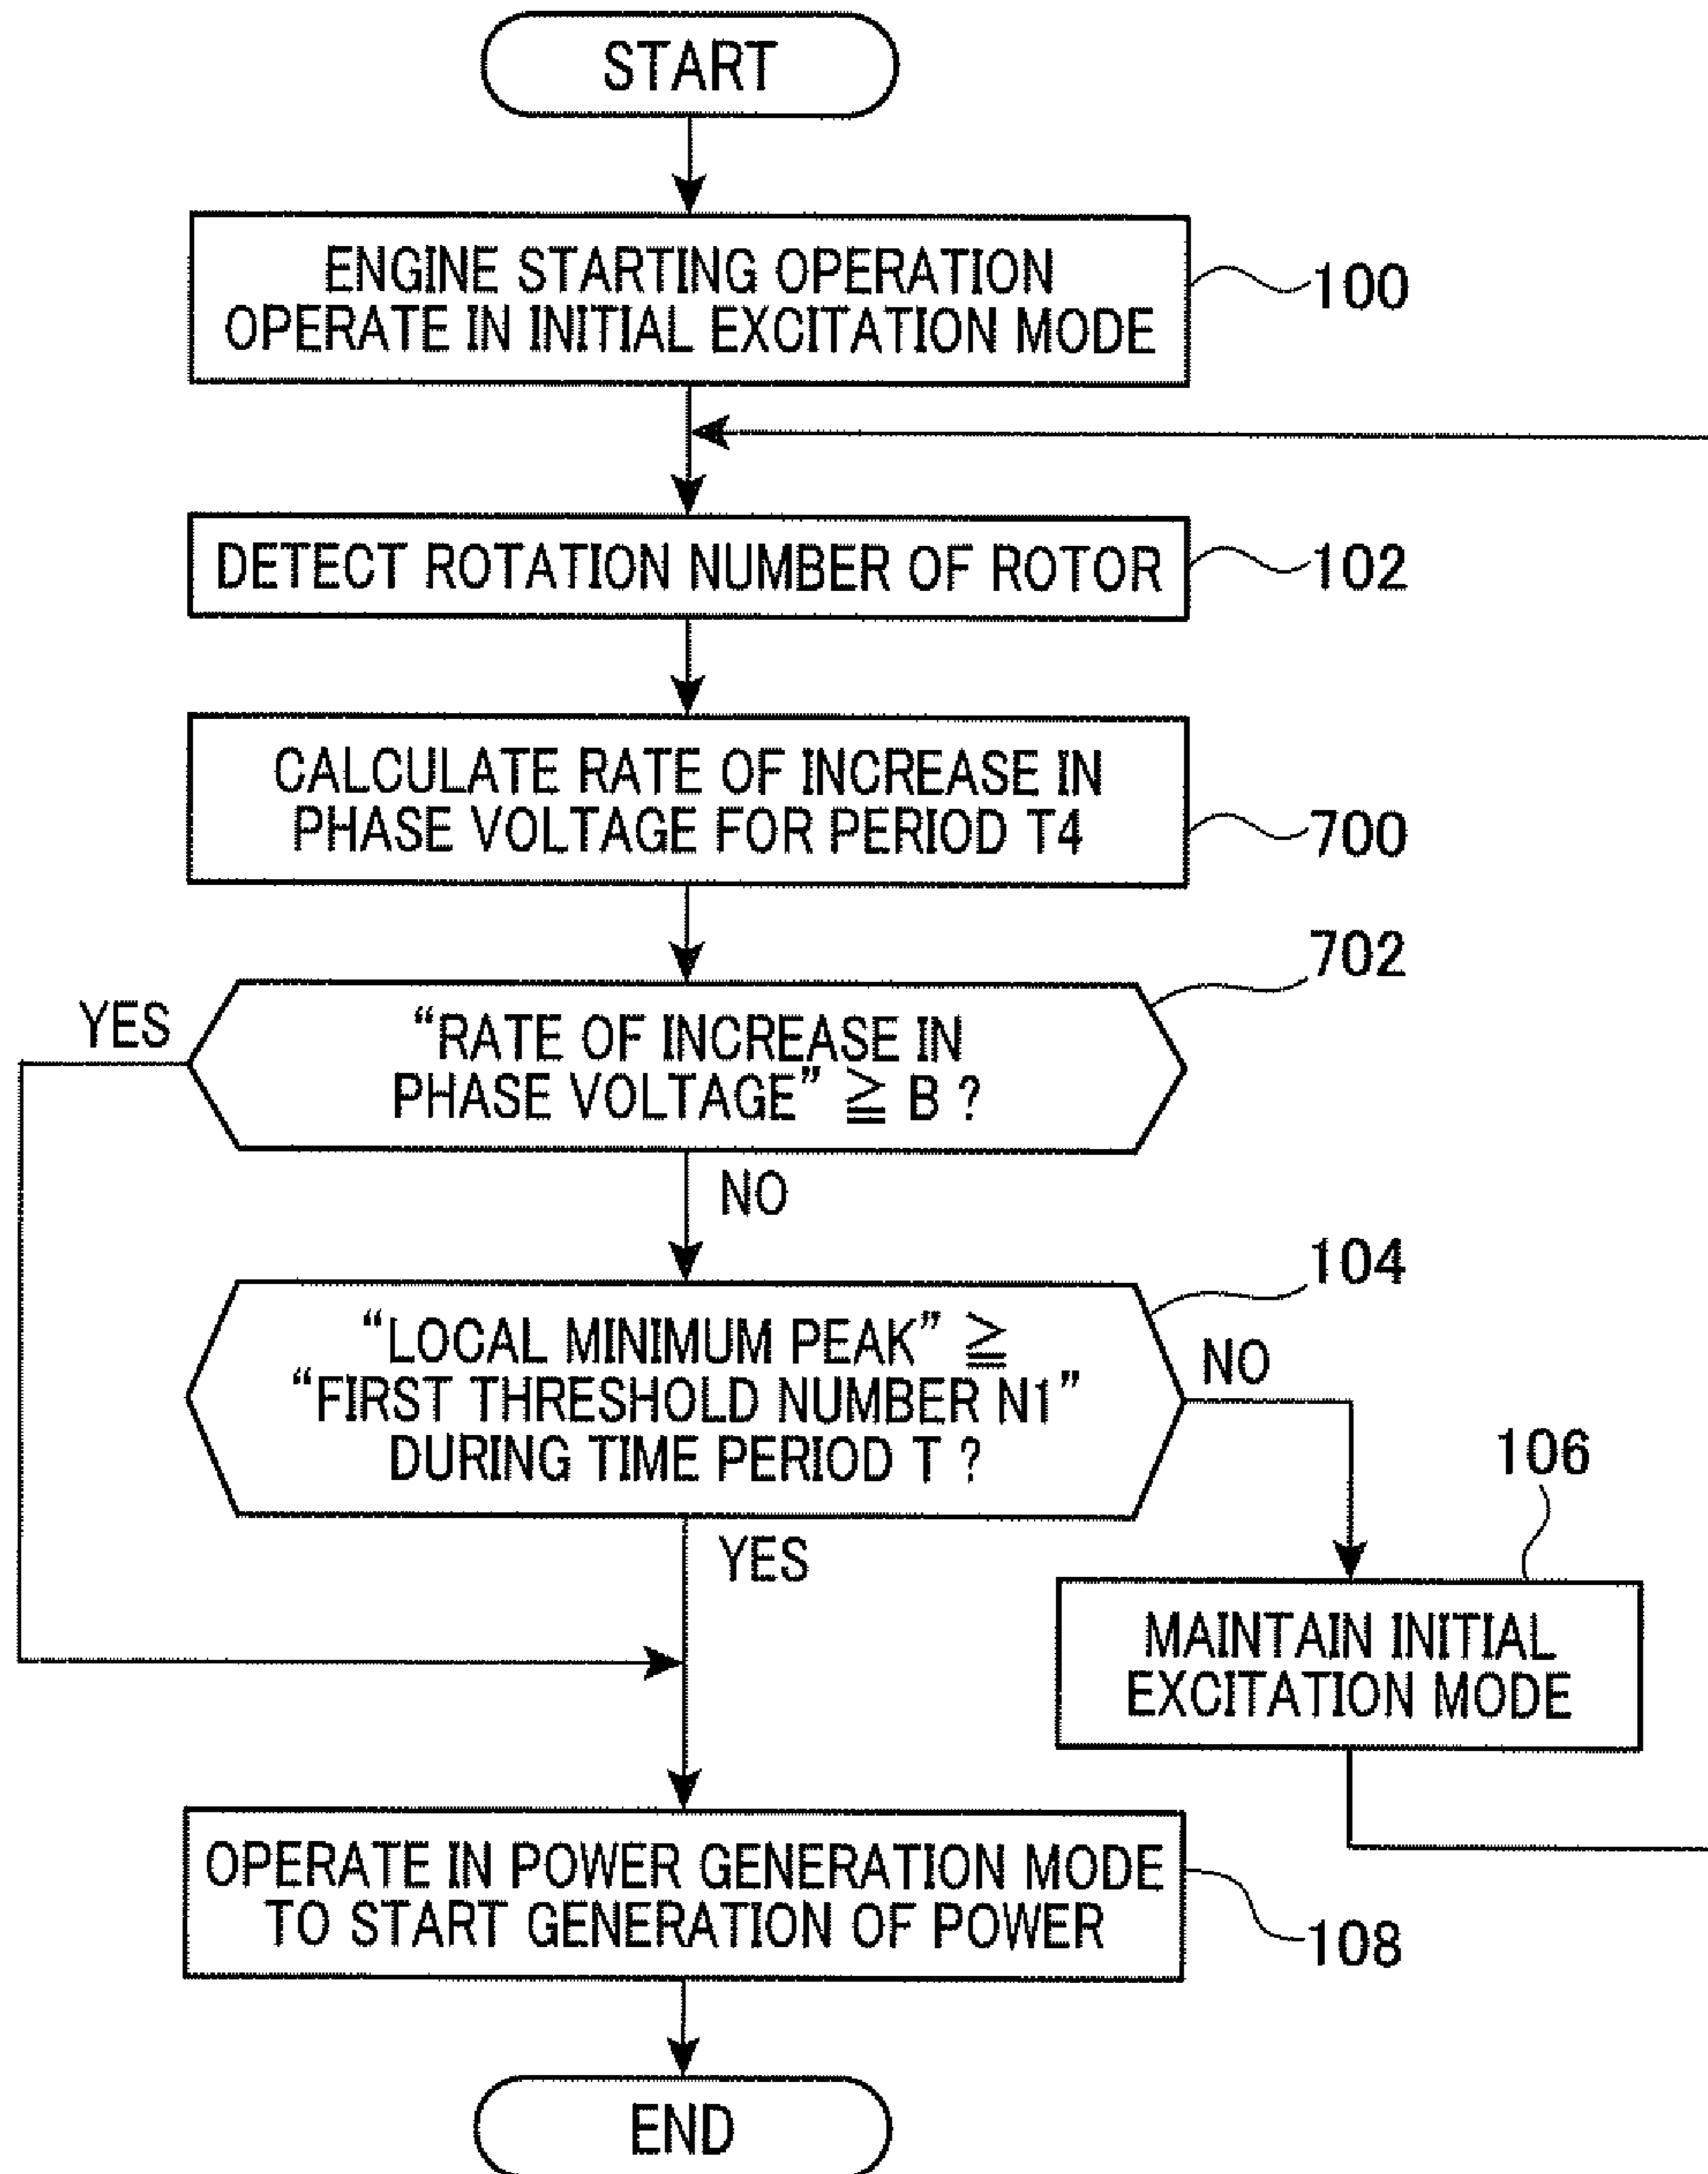 START
ENGINE STARTING OPERATION
OPERATE IN INITIAL EXCITATION MODE
100
DETECT ROTATION NUMBER OF ROTOR
102
CALCULATE RATE OF INCREASE IN
PHASE VOLTAGE FOR PERIOD T4
700
702
YES
“RATE OF INCREASE IN
PHASE VOLTAGE” ≧ B ?
NO
104
“LOCAL MINIMUM PEAK” ≧
“FIRST THRESHOLD NUMBER N1”
DURING TIME PERIOD T ?
NO
YES
106
MAINTAIN INITIAL
EXCITATION MODE
OPERATE IN POWER GENERATION MODE
TO START GENERATION OF POWER
108
END